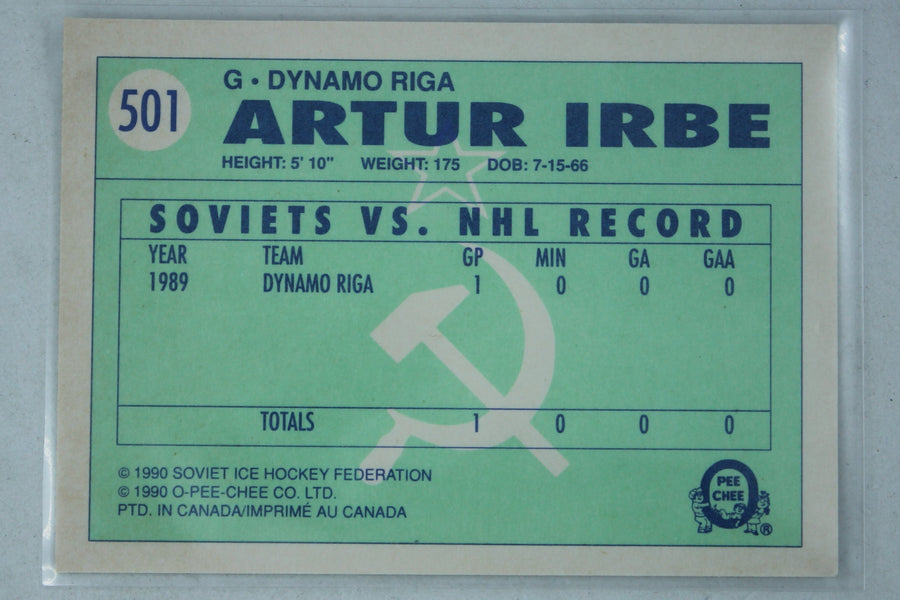 501
G • DYNAMO RIGA
ARTUR IRBE
HEIGHT: 5' 10" WEIGHT: 175 DOB: 7-15-66
SOVIETS VS. NHL RECORD
YEAR TEAM GP MIN GA GAA
1989 DYNAMO RIGA 1 0 0 0
TOTALS 1 0 0 0
© 1990 SOVIET ICE HOCKEY FEDERATION
© 1990 O-PEE-CHEE CO. LTD.
PTD. IN CANADA/IMPRIMÉ AU CANADA
O
PEE
CHEE
®